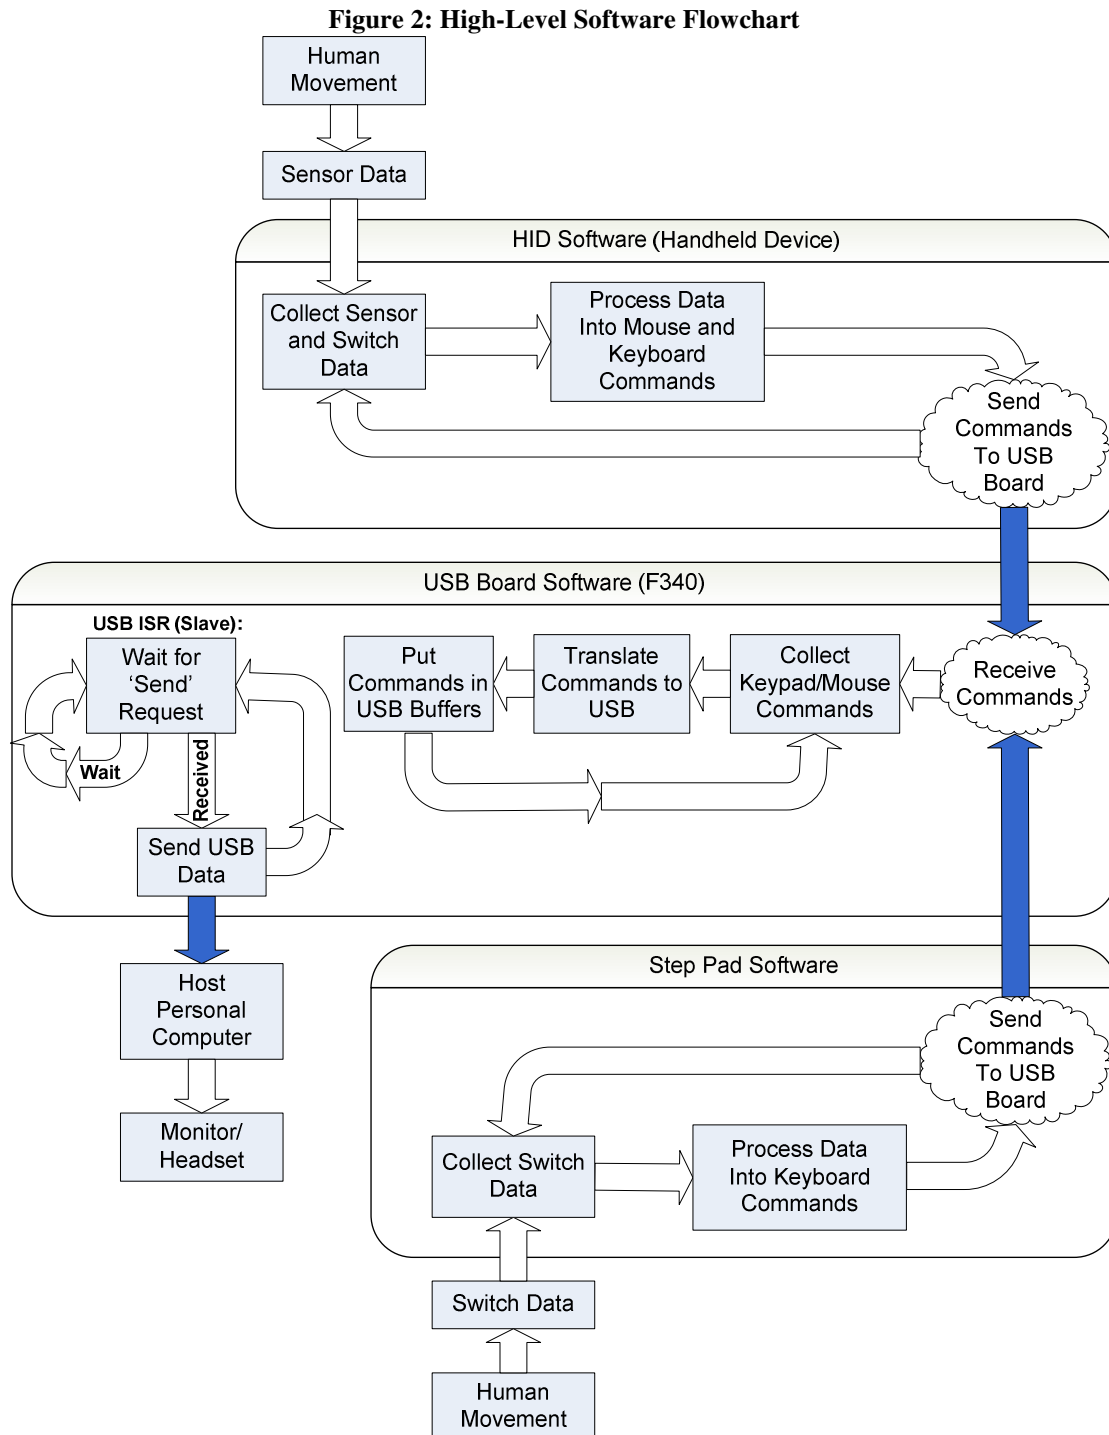 Figure 2: High-Level Software Flowchart
Human
Movement
Sensor Data
HID Software (Handheld Device)
Collect Sensor
and Switch
Data
Process Data
Into Mouse and
Keyboard
Commands
Send
Commands
To USB
Board
USB Board Software (F340)
USB ISR (Slave):
Wait for
‘Send’
Request
Wait
Received
Send USB
Data
Put
Commands in
USB Buffers
Translate
Commands to
USB
Collect
Keypad/Mouse
Commands
Receive
Commands
Host
Personal
Computer
Monitor/
Headset
Step Pad Software
Send
Commands
To USB
Board
Collect Switch
Data
Process Data
Into Keyboard
Commands
Switch Data
Human
Movement